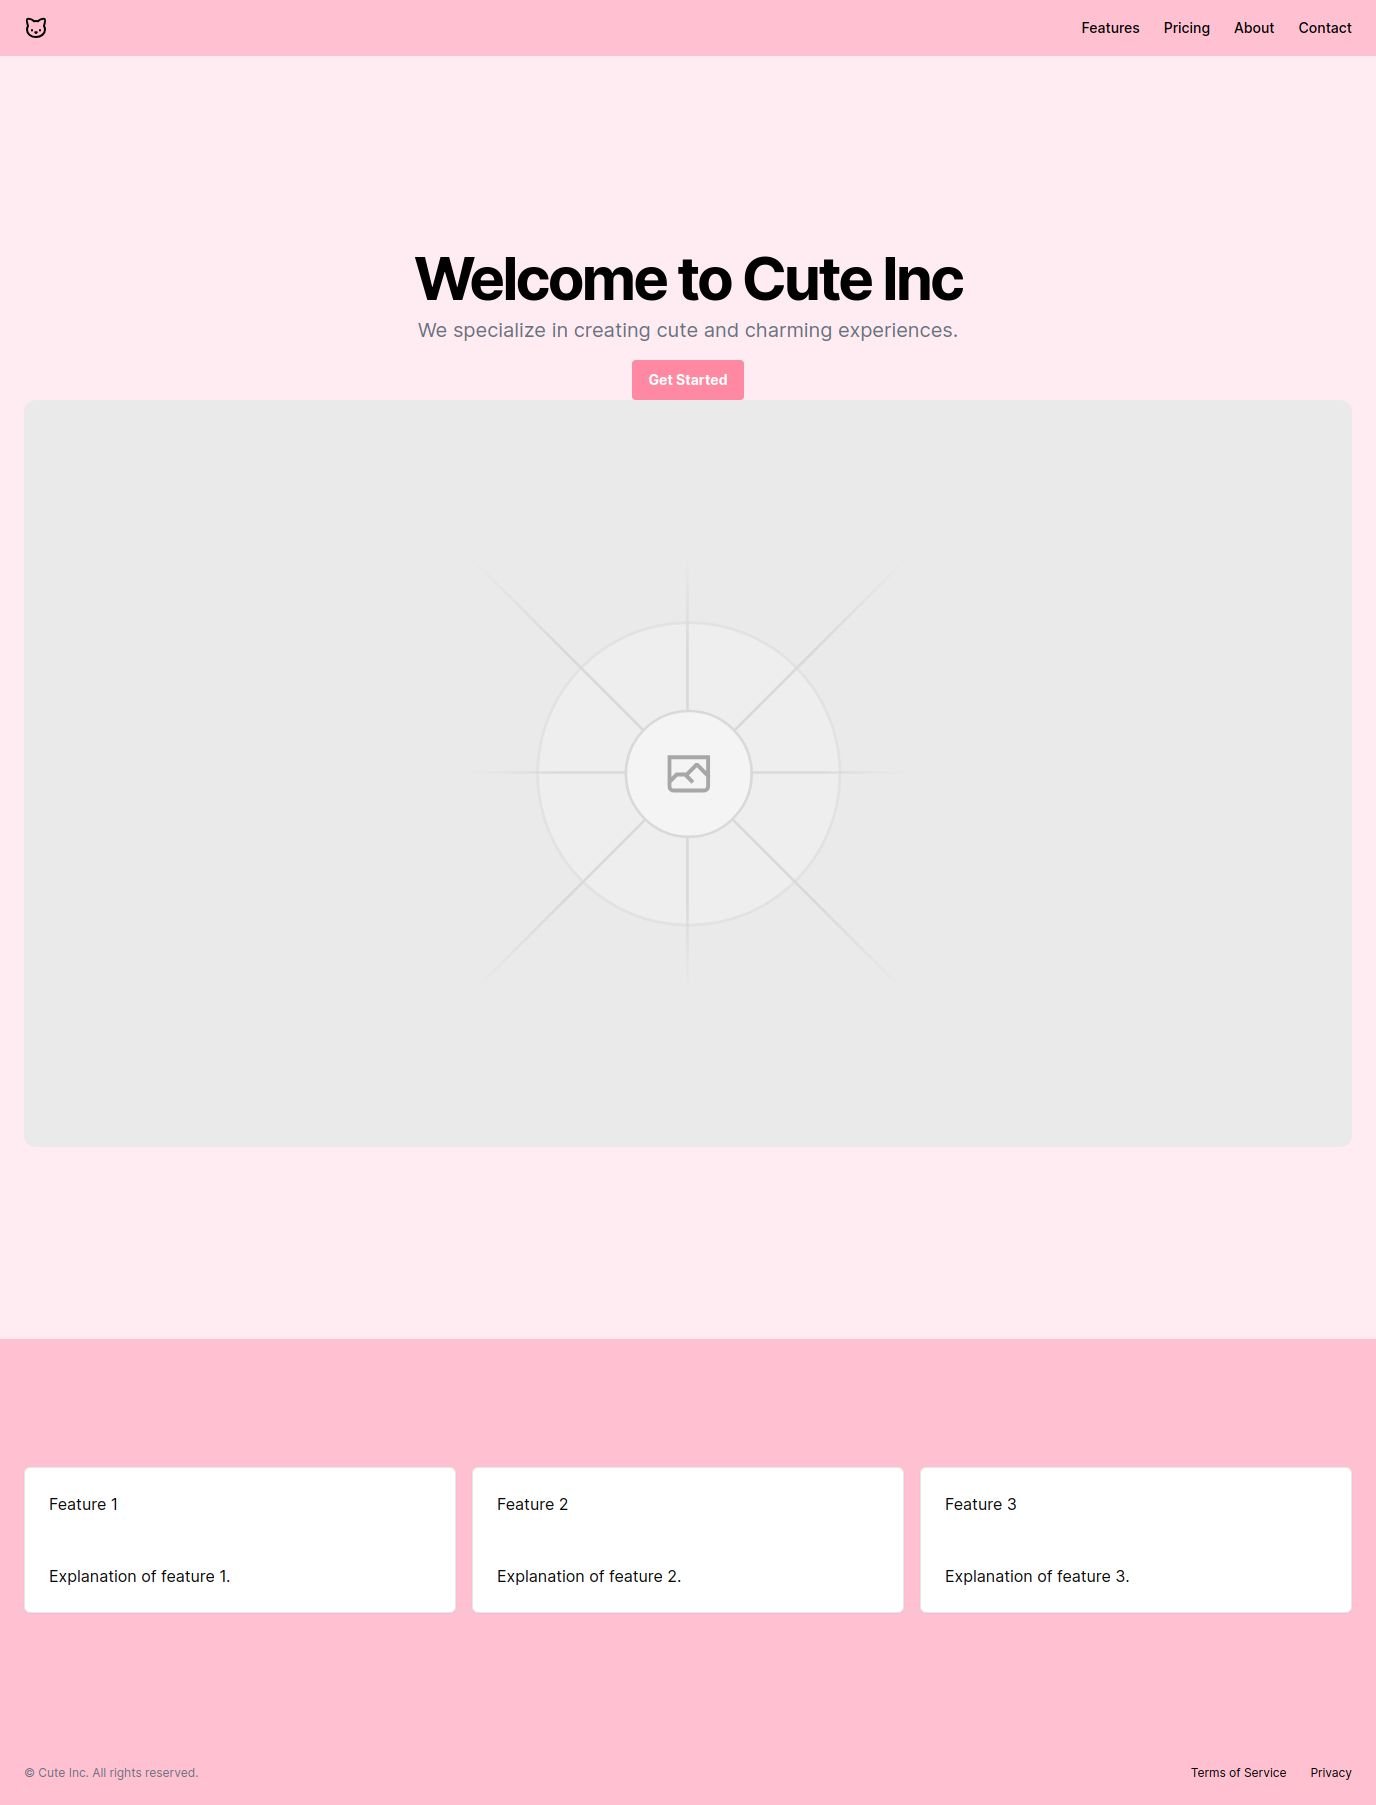 Features Pricing About Contact
Welcome to Cute Inc
We specialize in creating cute and charming experiences.
Get Started
Feature 1
Explanation of feature 1.
Feature 2
Explanation of feature 2.
Feature 3
Explanation of feature 3.
© Cute Inc. All rights reserved.
Terms of Service Privacy